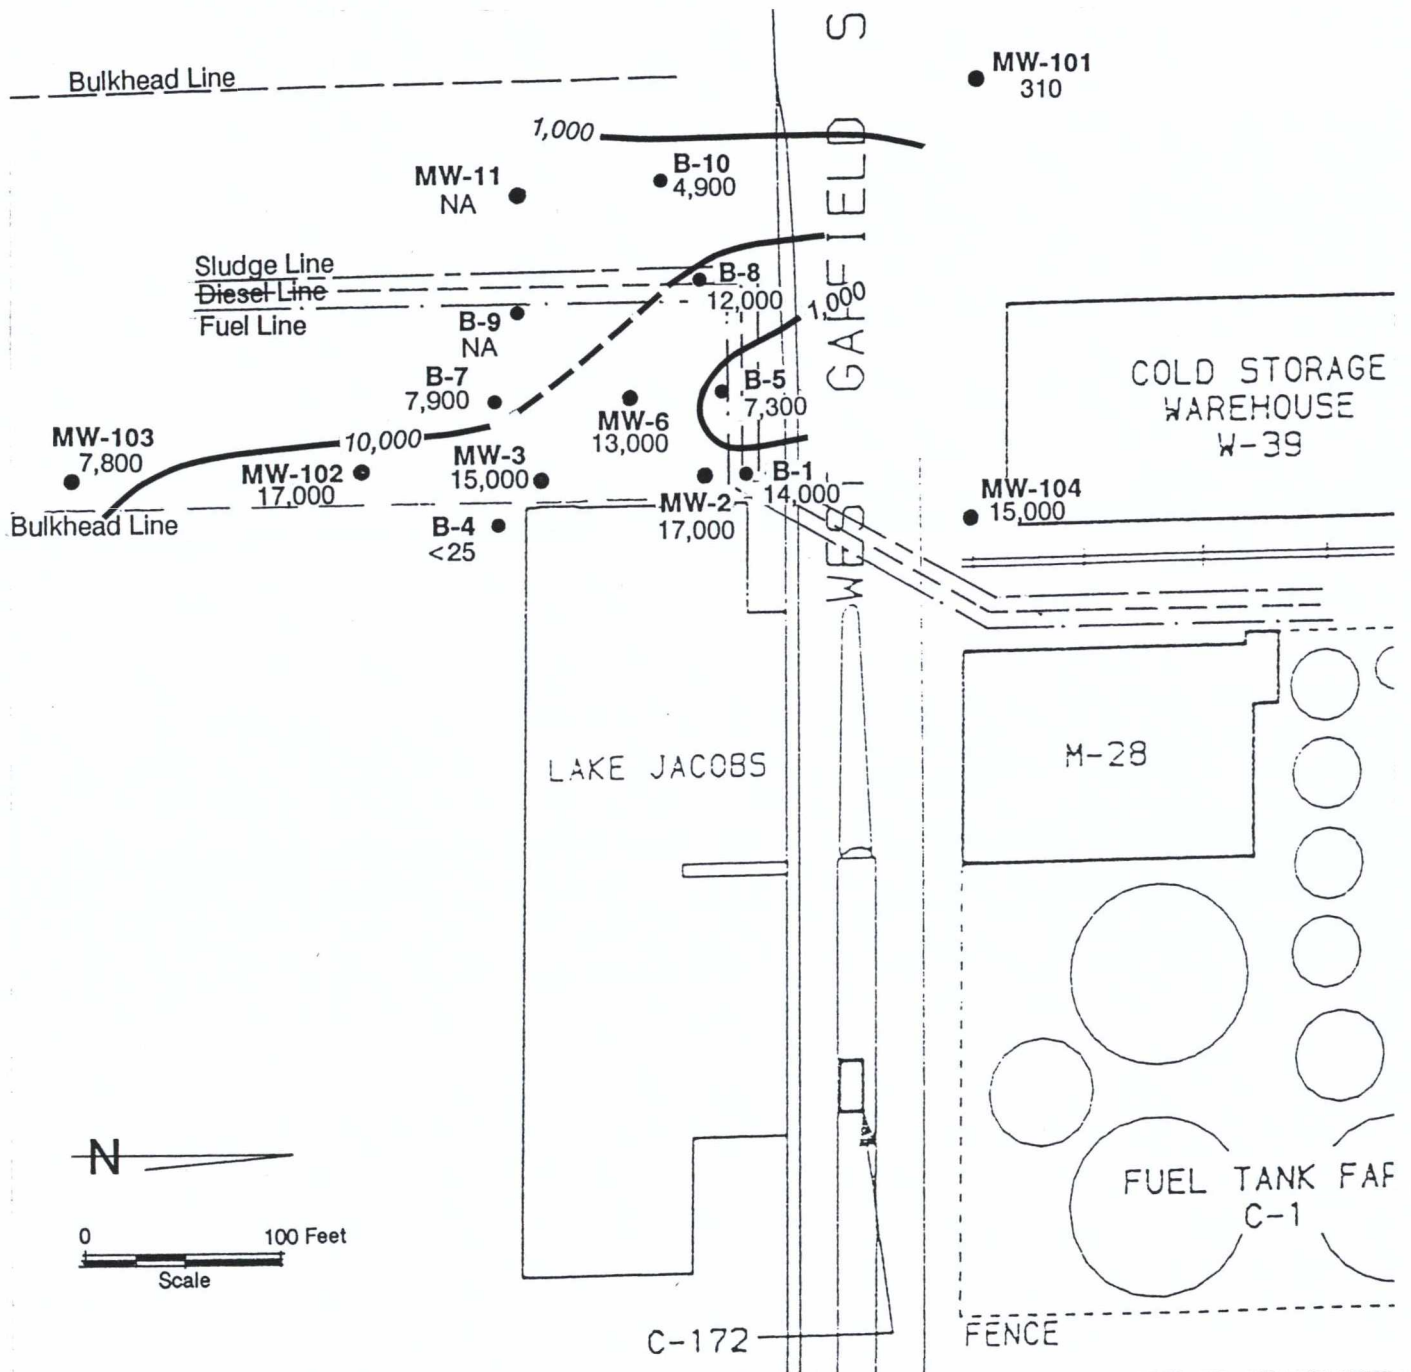 S
Bulkhead Line
MW-101
310
1,000
B-10
4,900
MW-11
NA
GARFIELD
Sludge Line
Diesel Line
Fuel Line
B-8
12,000
1,000
B-9
NA
B-7
7,900
B-5
7,300
COLD STORAGE
WAREHOUSE
W-39
MW-6
13,000
MW-103
7,800
10,000
MW-102
17,000
MW-3
15,000
B-1
14,000
MW-2
17,000
MW-104
15,000
Bulkhead Line
B-4
<25
WEST
LAKE JACOBS
M-28
N
FUEL TANK FAR
C-1
0 100 Feet
Scale
C-172
FENCE